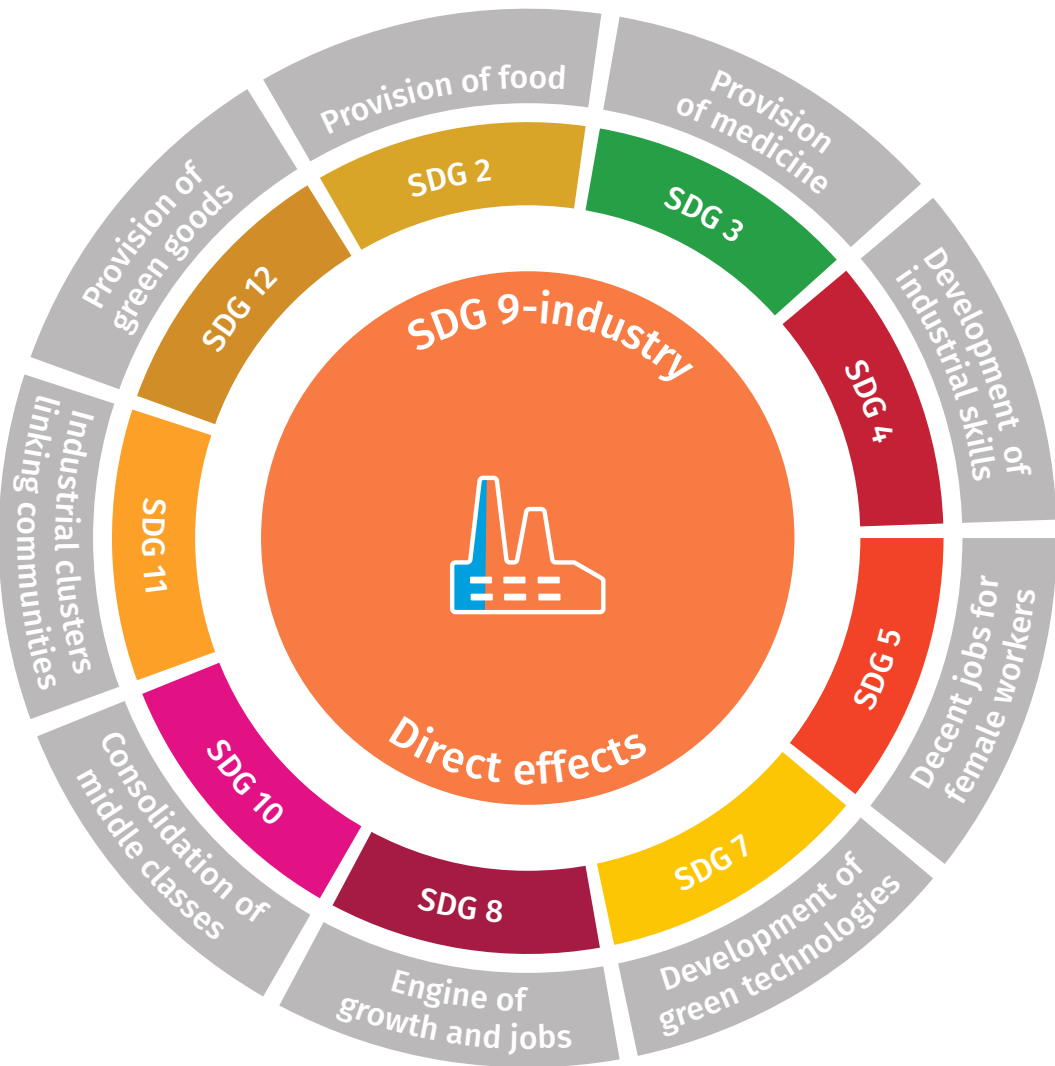 SDG 9-industry
Direct effects
SDG 2
Provision of food
SDG 3
Provision
of medicine
SDG 4
Development of
industrial skills
SDG 5
Decent jobs for
female workers
SDG 7
Development of
green technologies
SDG 8
Engine of
growth and jobs
SDG 10
Consolidation of
middle classes
SDG 11
Industrial clusters
linking communities
SDG 12
Provision of
green goods